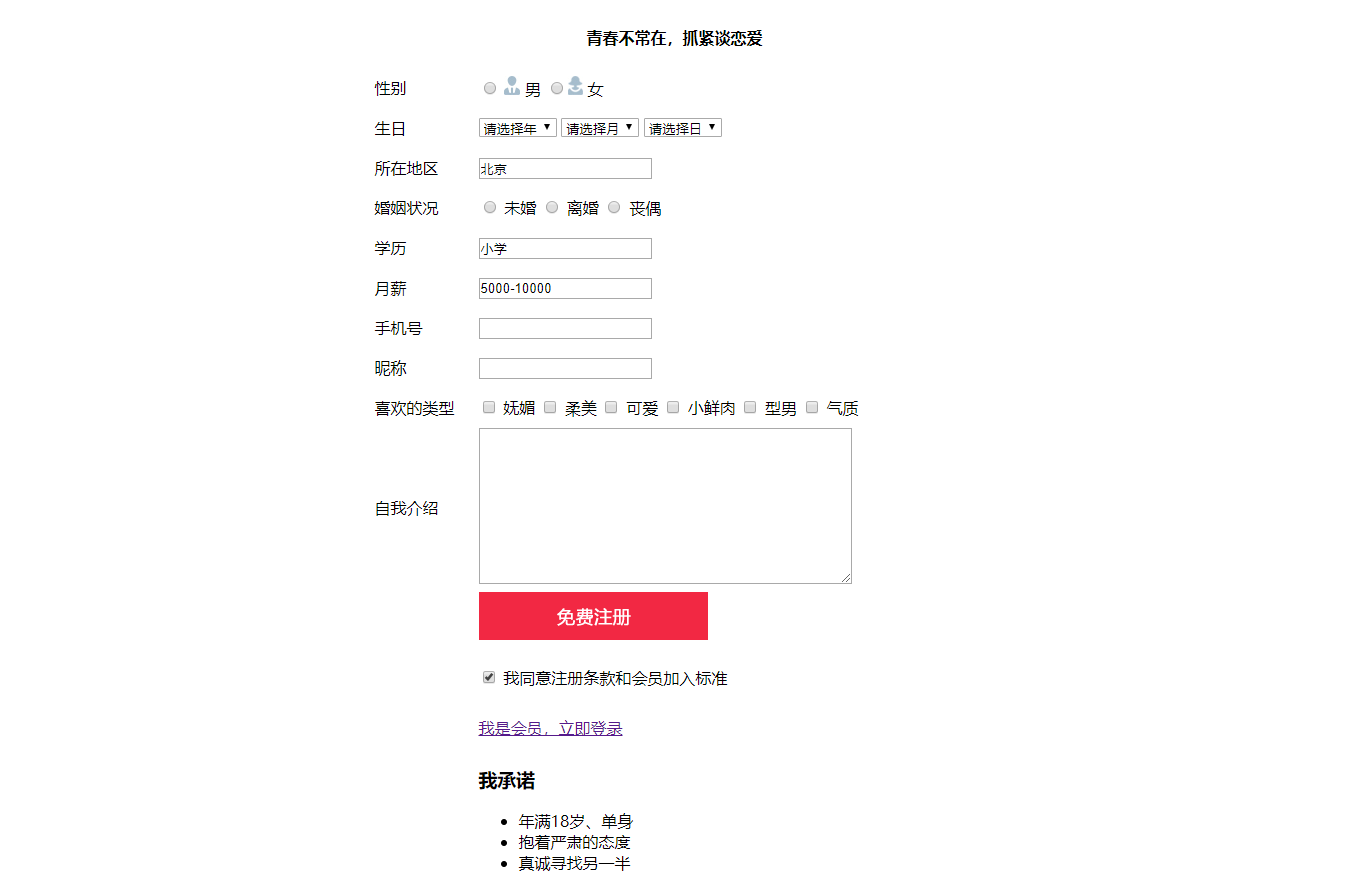 青春不常在，抓紧谈恋爱
性别 男 女
生日 请选择年 请选择月 请选择日
所在地区 北京
婚姻状况 未婚 离婚 丧偶
学历 小学
月薪 5000-10000
手机号
昵称
喜欢的类型 妩媚 柔美 可爱 小鲜肉 型男 气质
自我介绍
免费注册
我同意注册条款和会员加入标准
我是会员，立即登录
我承诺
年满18岁、单身
抱着严肃的态度
真诚寻找另一半